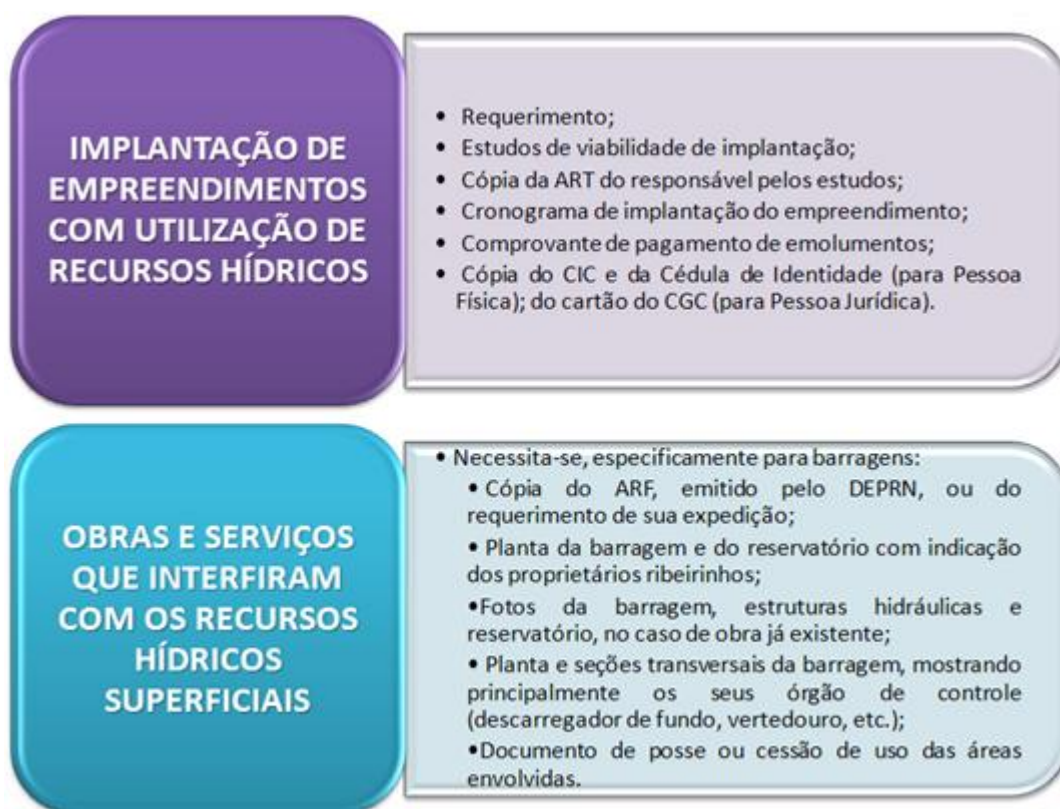 IMPLANTAÇÃO DE
EMPREENDIMENTOS
COM UTILIZAÇÃO DE
RECURSOS HÍDRICOS
• Requerimento;
• Estudos de viabilidade de implantação;
• Cópia da ART do responsável pelos estudos;
• Cronograma de implantação do empreendimento;
• Comprovante de pagamento de emolumentos;
• Cópia do CIC e da Cédula de Identidade (para Pessoa
Física); do cartão do CGC (para Pessoa Jurídica).
OBRAS E SERVIÇOS
QUE INTERFIRAM
COM OS RECURSOS
HÍDRICOS
SUPERFICIAIS
• Necessita-se, especificamente para barragens:
• Cópia do ARF, emitido pelo DEPRN, ou do
requerimento de sua expedição;
• Planta da barragem e do reservatório com indicação
dos proprietários ribeirinhos;
•Fotos da barragem, estruturas hidráulicas e
reservatório, no caso de obra já existente;
• Planta e seções transversais da barragem, mostrando
principalmente os seus órgão de controle
(descarregador de fundo, vertedouro, etc.);
•Documento de posse ou cessão de uso das áreas
envolvidas.